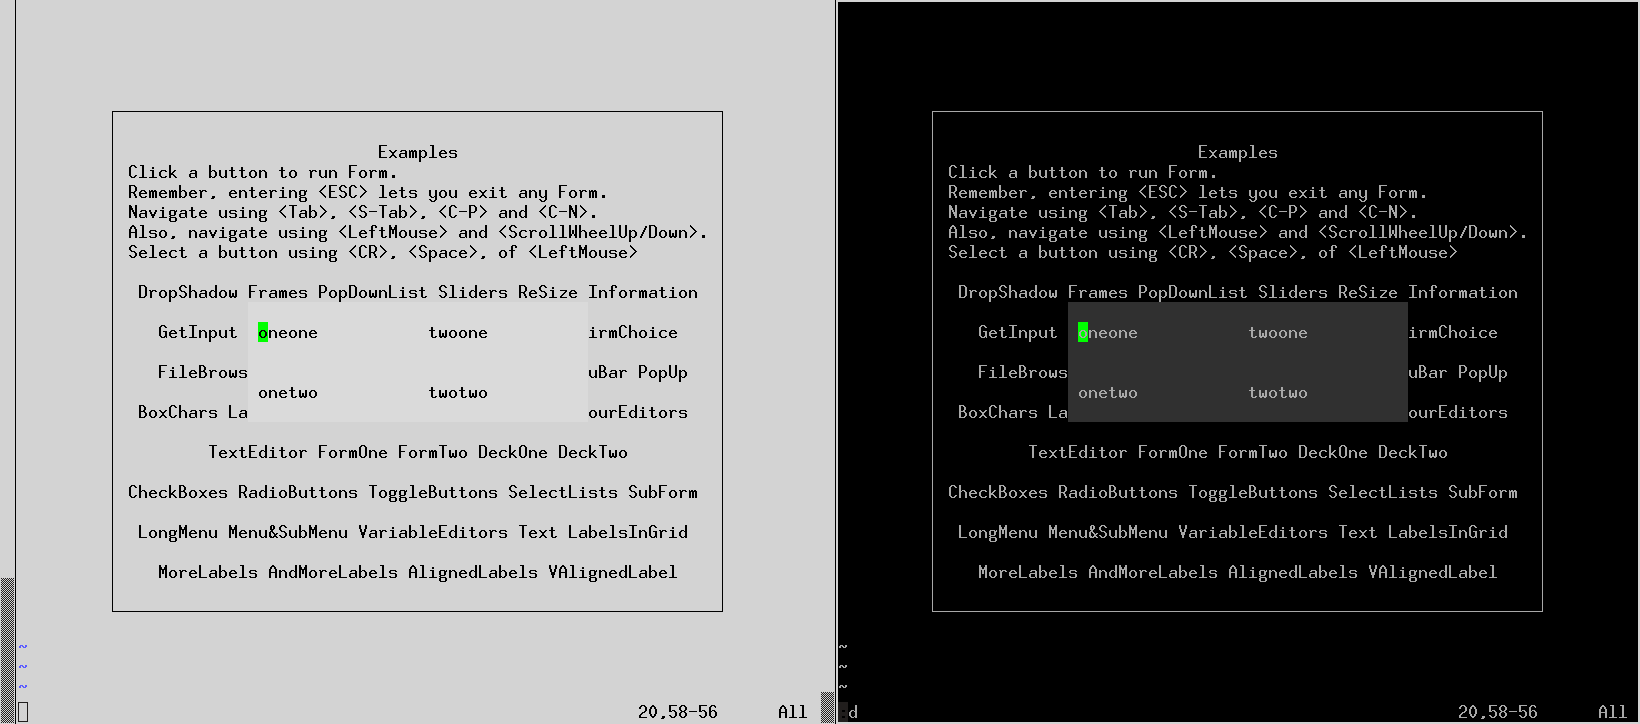 Examples
Click a button to run Form.
Remember, entering <ESC> lets you exit any Form.
Navigate using <Tab>, <S-Tab>, <C-P> and <C-N>.
Also, navigate using <LeftMouse> and <ScrollWheelUp/Down>.
Select a button using <CR>, <Space>, of <LeftMouse>
DropShadow Frames PopDownList Sliders ReSize Information
GetInput oneone twoone irmChoice
FileBrows uBar PopUp
onetwo twotwo
BoxChars La ourEditors
TextEditor FormOne FormTwo DeckOne DeckTwo
CheckBoxes RadioButtons ToggleButtons SelectLists SubForm
LongMenu Menu&SubMenu VariableEditors Text LabelsInGrid
MoreLabels AndMoreLabels AlignedLabels VAlignedLabel
~
~
~
20,58-56 All
Examples
Click a button to run Form.
Remember, entering <ESC> lets you exit any Form.
Navigate using <Tab>, <S-Tab>, <C-P> and <C-N>.
Also, navigate using <LeftMouse> and <ScrollWheelUp/Down>.
Select a button using <CR>, <Space>, of <LeftMouse>
DropShadow Frames PopDownList Sliders ReSize Information
GetInput oneone twoone irmChoice
FileBrows uBar PopUp
onetwo twotwo
BoxChars La ourEditors
TextEditor FormOne FormTwo DeckOne DeckTwo
CheckBoxes RadioButtons ToggleButtons SelectLists SubForm
LongMenu Menu&SubMenu VariableEditors Text LabelsInGrid
MoreLabels AndMoreLabels AlignedLabels VAlignedLabel
~
~
~
:d 20,58-56 All